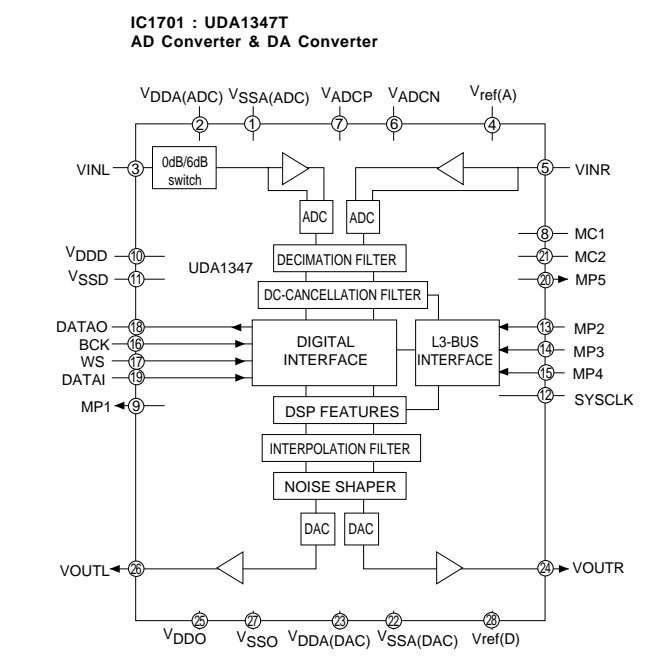 IC1701 : UDA1347T
AD Converter & DA Converter
VDDA(ADC) VSSA(ADC) VADCP VADCN Vref(A)
2 1 7 6 4
VINL 3 0dB/6dB 5 VINR
switch
ADC ADC
8 MC1
VDDD 10 DECIMATION FILTER 21 MC2
UDA1347
VSSD 11 20 MP5
DC-CANCELLATION FILTER
DATAO 18 13 MP2
BCK 16 DIGITAL L3-BUS 14 MP3
WS 17 INTERFACE INTERFACE
DATAI 19 15 MP4
12 SYSCLK
MP1 9 DSP FEATURES
INTERPOLATION FILTER
NOISE SHAPER
DAC DAC
VOUTL 26 24 VOUTR
25 27 23 22 28
VDDO VSSO VDDA(DAC) VSSA(DAC) Vref(D)